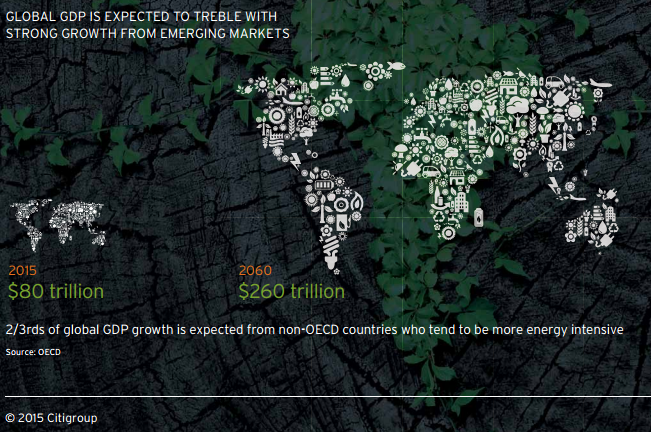 GLOBAL GDP IS EXPECTED TO TREBLE WITH
STRONG GROWTH FROM EMERGING MARKETS
2015
$80 trillion
2060
$260 trillion
2/3rds of global GDP growth is expected from non-OECD countries who tend to be more energy intensive
Source: OECD
© 2015 Citigroup